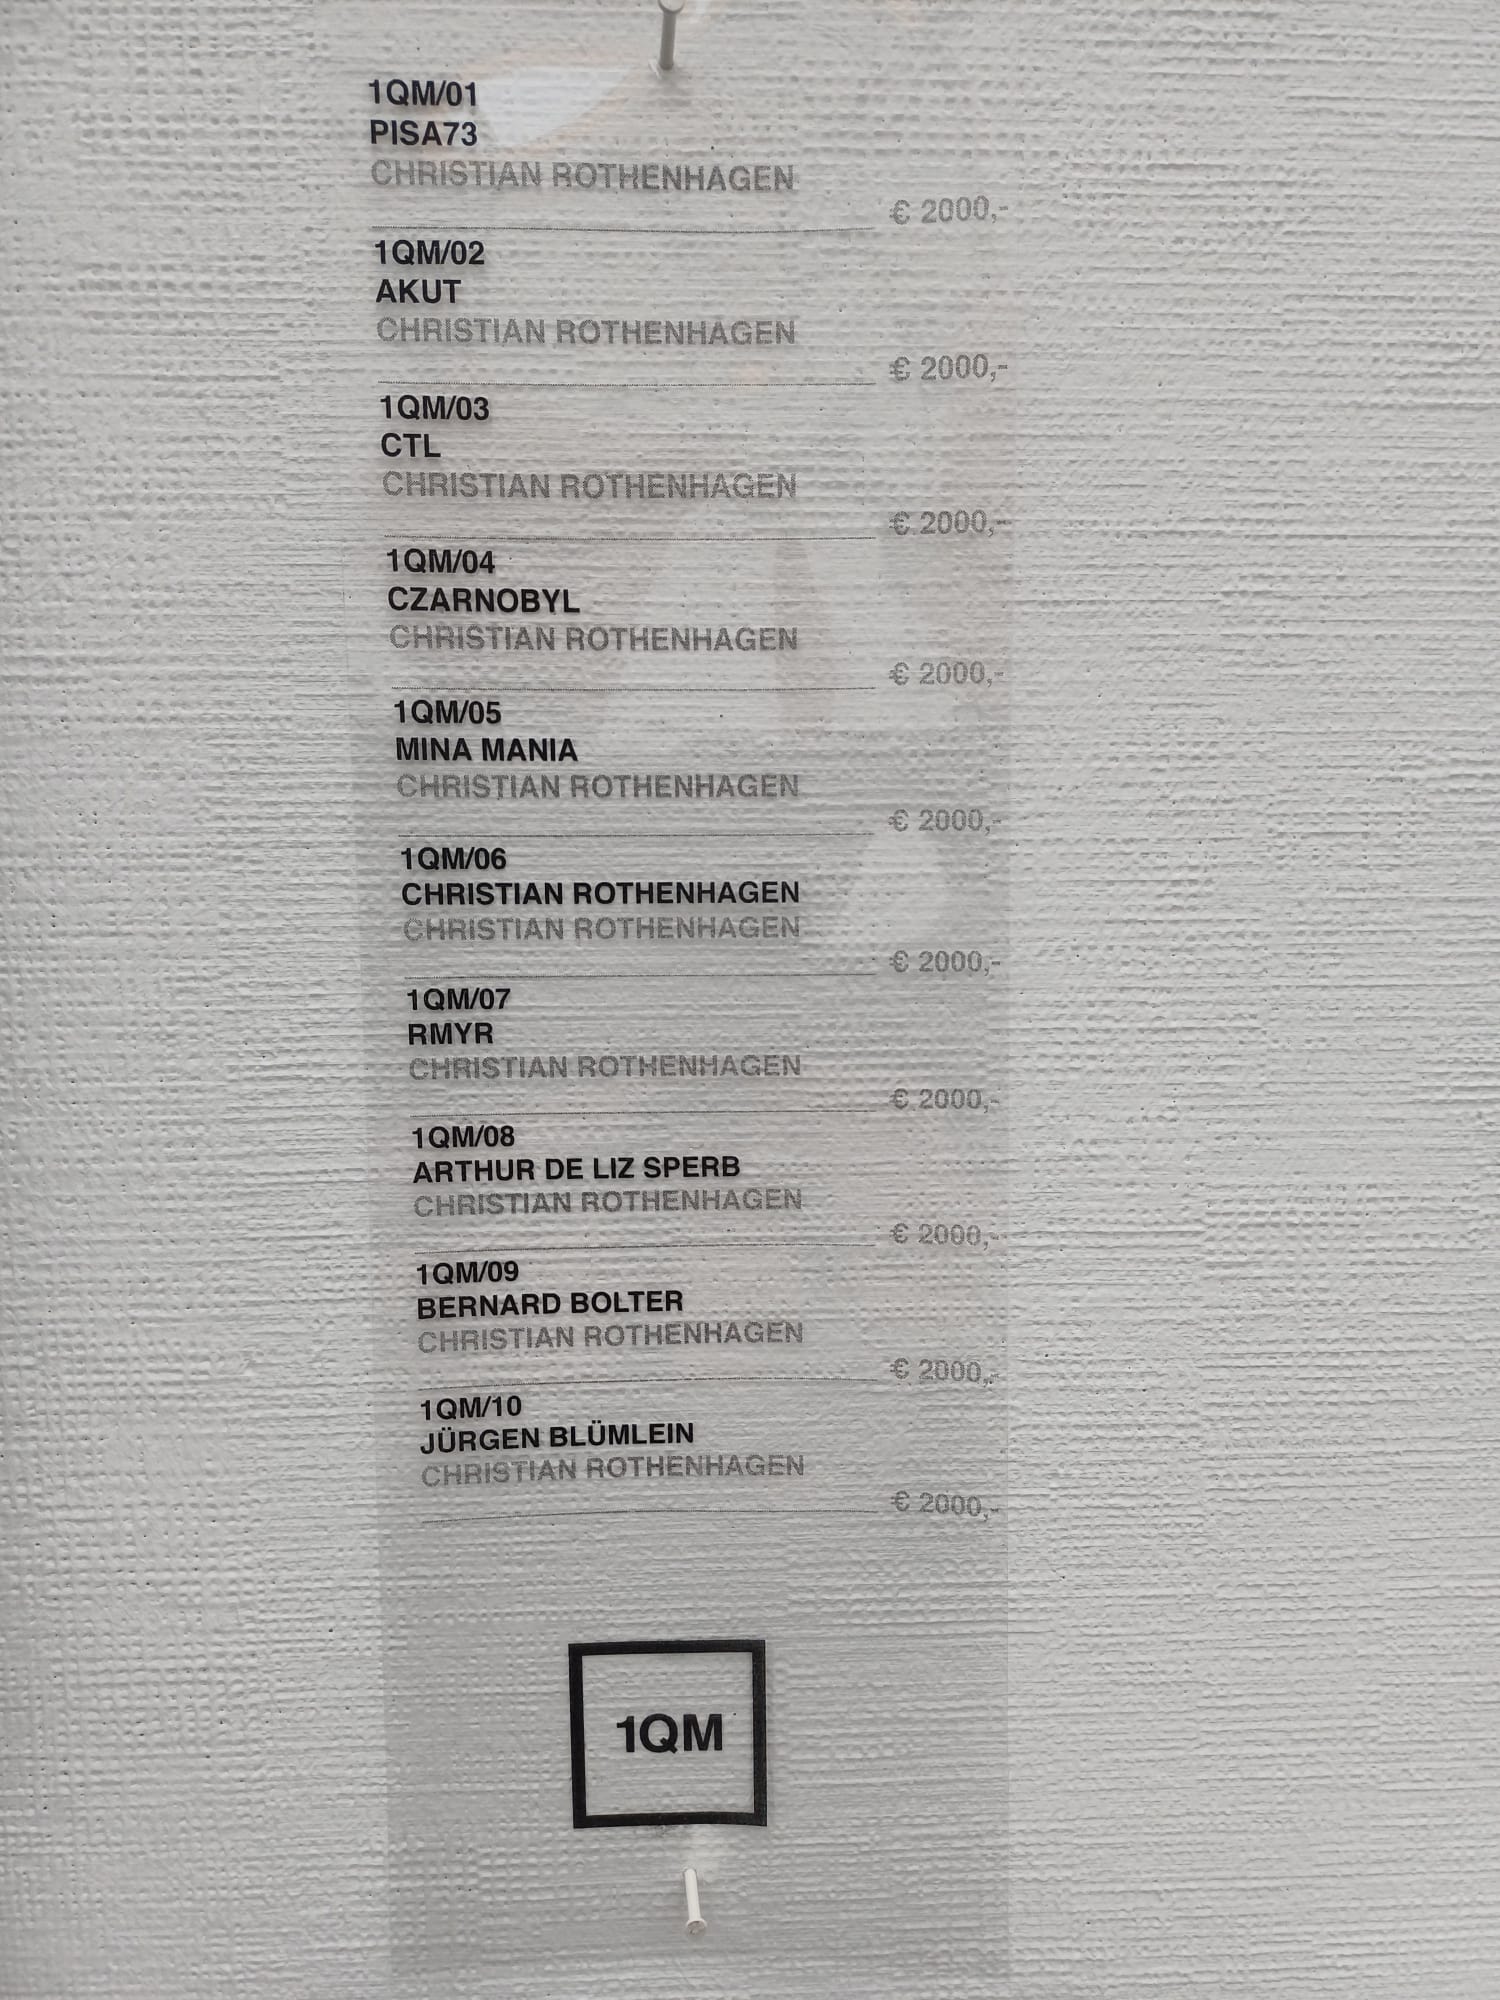 1QM/01
PISA73
CHRISTIAN ROTHENHAGEN
€ 2000,-
1QM/02
AKUT
CHRISTIAN ROTHENHAGEN
€ 2000,-
1QM/03
CTL
CHRISTIAN ROTHENHAGEN
€ 2000,-
1QM/04
CZARNOBYL
CHRISTIAN ROTHENHAGEN
€ 2000,-
1QM/05
MINA MANIA
CHRISTIAN ROTHENHAGEN
€ 2000,-
1QM/06
CHRISTIAN ROTHENHAGEN
CHRISTIAN ROTHENHAGEN
€ 2000,-
1QM/07
RMYR
CHRISTIAN ROTHENHAGEN
€ 2000,-
1QM/08
ARTHUR DE LIZ SPERB
CHRISTIAN ROTHENHAGEN
€ 2000,-
1QM/09
BERNARD BOLTER
CHRISTIAN ROTHENHAGEN
€ 2000,-
1QM/10
JÜRGEN BLÜMLEIN
CHRISTIAN ROTHENHAGEN
€ 2000,-
1QM